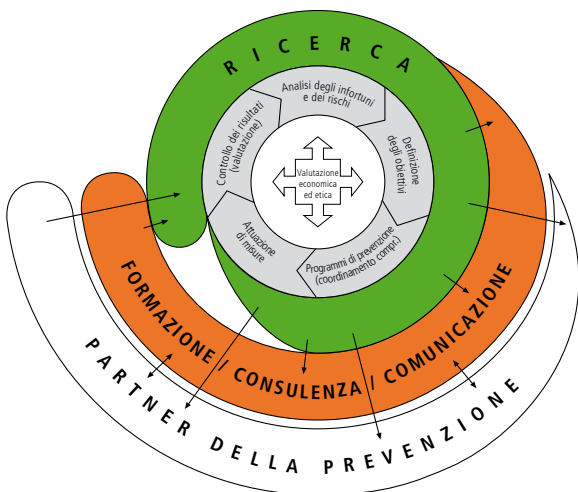 RICERCA
Analisi degli infortuni
e dei rischi
Definizione
degli obiettivi
Programmi di prevenzione
(coordinamento compr.)
Attuazione
di misure
Controllo dei risultati
(valutazione)
Valutazione
economica
ed etica
FORMAZIONE / CONSULENZA / COMUNICAZIONE
PARTNER DELLA PREVENZIONE